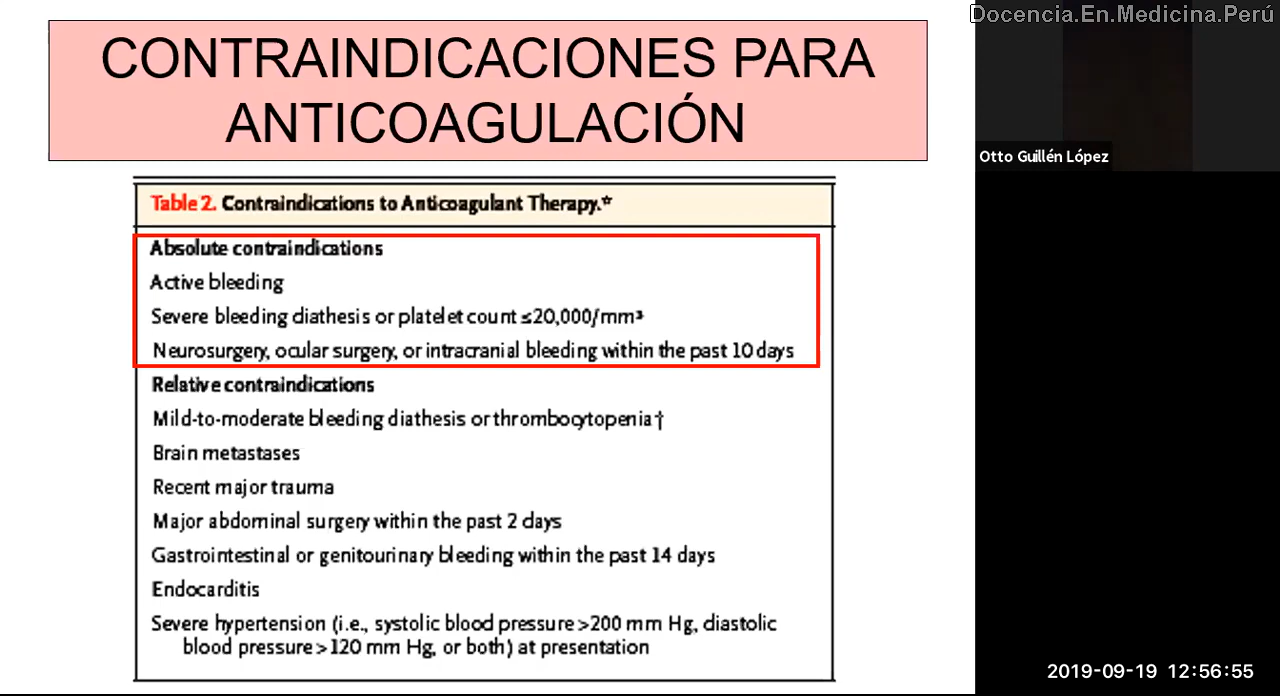 CONTRAINDICACIONES PARA
ANTICOAGULACIÓN
Table 2. Contraindications to Anticoagulant Therapy.*
Absolute contraindications
Active bleeding
Severe bleeding diathesis or platelet count ≤20,000/mm³
Neurosurgery, ocular surgery, or intracranial bleeding within the past 10 days
Relative contraindications
Mild-to-moderate bleeding diathesis or thrombocytopenia†
Brain metastases
Recent major trauma
Major abdominal surgery within the past 2 days
Gastrointestinal or genitourinary bleeding within the past 14 days
Endocarditis
Severe hypertension (i.e., systolic blood pressure >200 mm Hg, diastolic
blood pressure >120 mm Hg, or both) at presentation
Docencia.En.Medicina.Perú
Otto Guillén López
2019-09-19 12:56:55